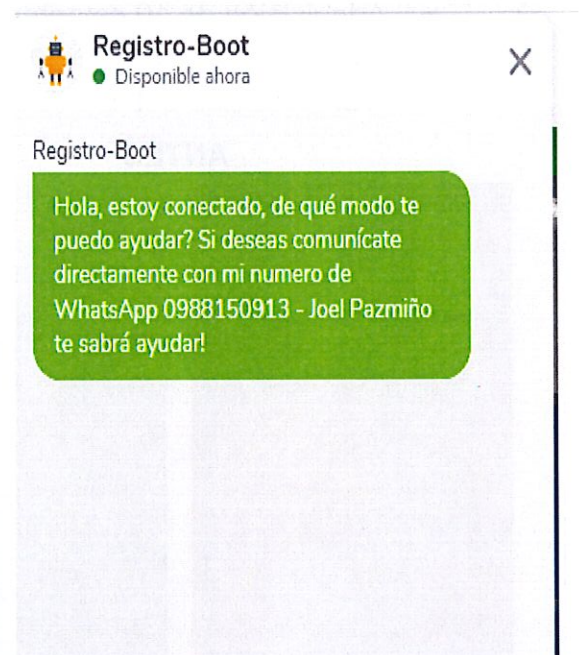 Registro-Boot
Disponible ahora
Registro-Boot
Hola, estoy conectado, de qué modo te
puedo ayudar? Si deseas comunícate
directamente con mi numero de
WhatsApp 0988150913 - Joel Pazmiño
te sabrá ayudar!